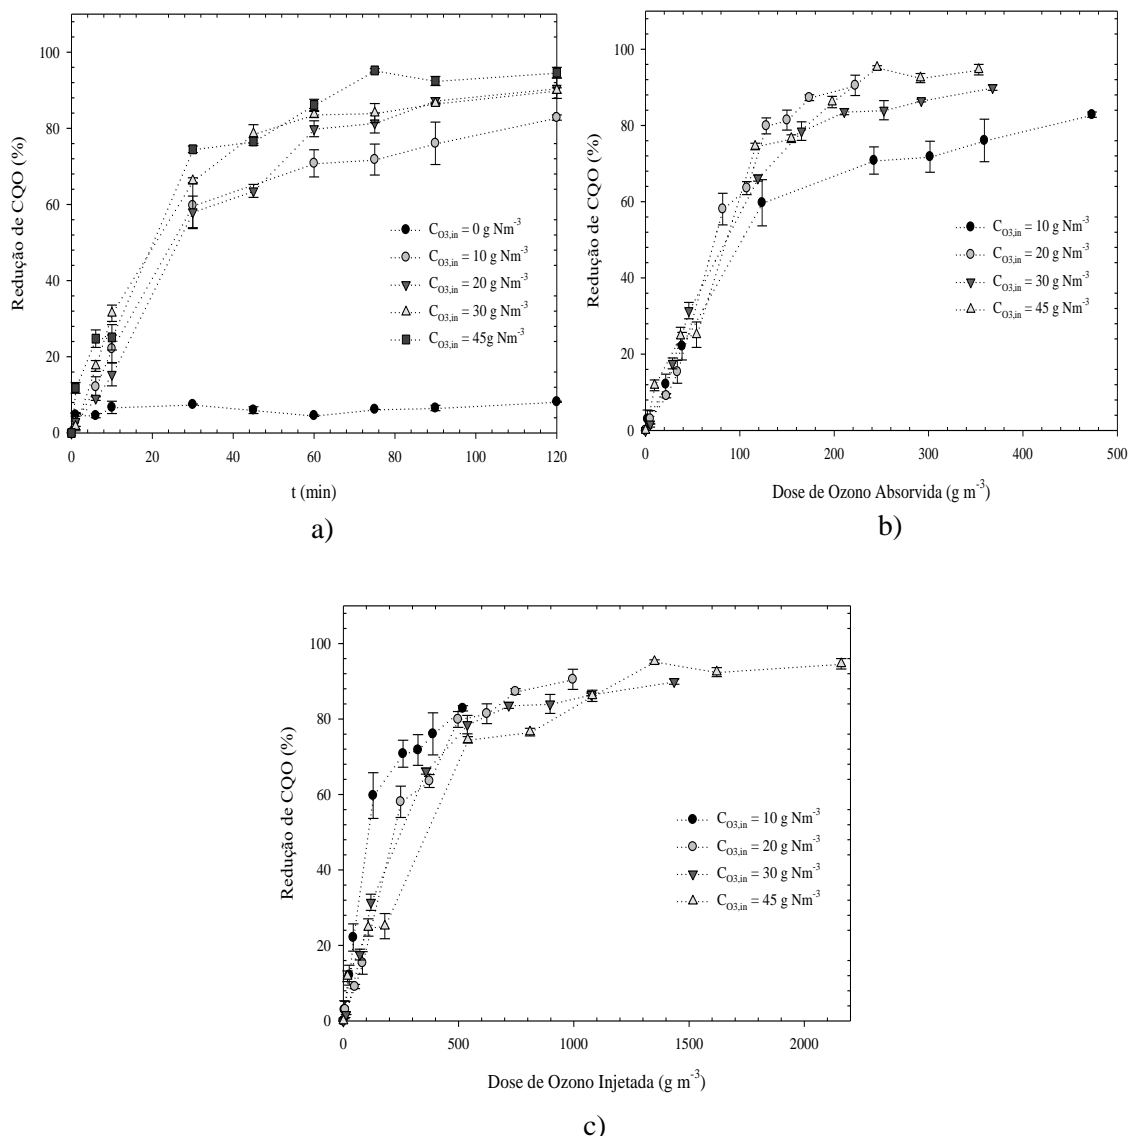 100
80
60
40
20
0
Redução de CQO (%)
C_O3,in = 0 g Nm⁻³
C_O3,in = 10 g Nm⁻³
C_O3,in = 20 g Nm⁻³
C_O3,in = 30 g Nm⁻³
C_O3,in = 45g Nm⁻³
0 20 40 60 80 100 120
t (min)
a)
100
80
60
40
20
0
Redução de CQO (%)
C_O3,in = 10 g Nm⁻³
C_O3,in = 20 g Nm⁻³
C_O3,in = 30 g Nm⁻³
C_O3,in = 45 g Nm⁻³
0 100 200 300 400 500
Dose de Ozono Absorvida (g m⁻³)
b)
100
80
60
40
20
0
Redução de CQO (%)
C_O3,in = 10 g Nm⁻³
C_O3,in = 20 g Nm⁻³
C_O3,in = 30 g Nm⁻³
C_O3,in = 45 g Nm⁻³
0 500 1000 1500 2000
Dose de Ozono Injetada (g m⁻³)
c)